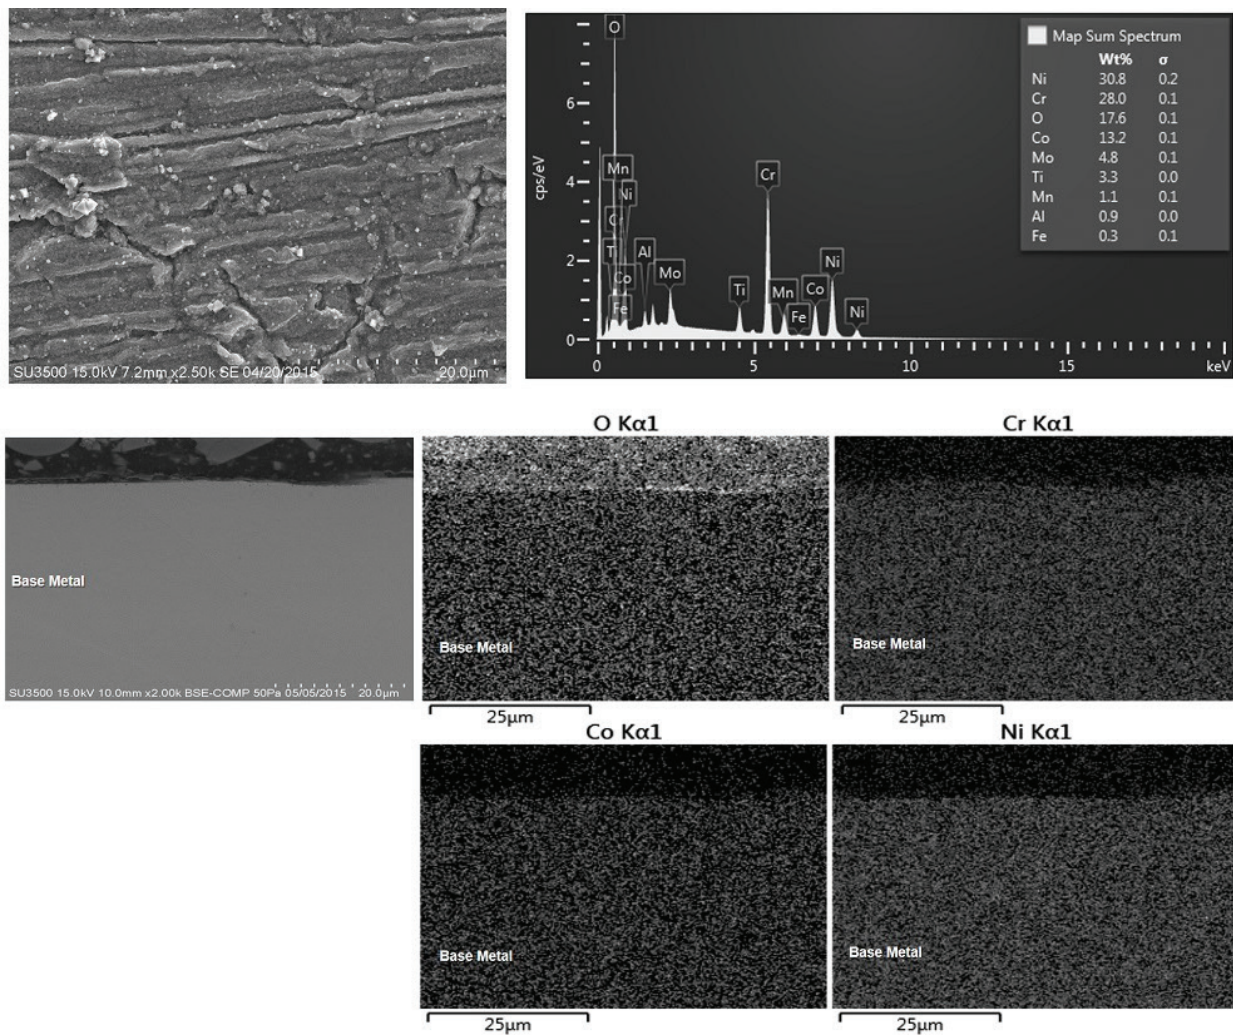 SU3500 15.0kV 7.2mm x2.50k SE 04/20/2015 20.0µm
Map Sum Spectrum
Wt% σ
Ni 30.8 0.2
Cr 28.0 0.1
O 17.6 0.1
Co 13.2 0.1
Mo 4.8 0.1
Ti 3.3 0.0
Mn 1.1 0.1
Al 0.9 0.0
Fe 0.3 0.1
cps/eV
6
4
2
0
O
Mn
Ni
Cr
Ti
Co
Fe
Al
Mo
Ti
Cr
Mn
Fe
Co
Ni
Ni
0 5 10 15 keV
Base Metal
SU3500 15.0kV 10.0mm x2.00k BSE-COMP 50Pa 05/05/2015 20.0µm
O Kα1
Base Metal
25µm
Cr Kα1
Base Metal
25µm
Co Kα1
Base Metal
25µm
Ni Kα1
Base Metal
25µm